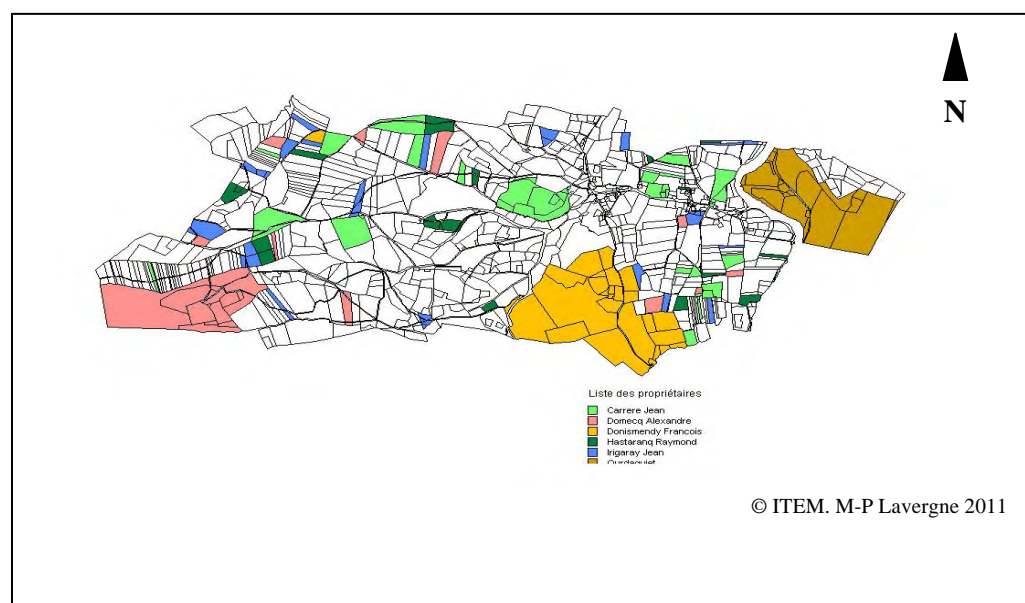 N
Liste des propriétaires
Carrere Jean
Domecq Alexandre
Donismendy Francois
Hastaranq Raymond
Irigaray Jean
© ITEM. M-P Lavergne 2011